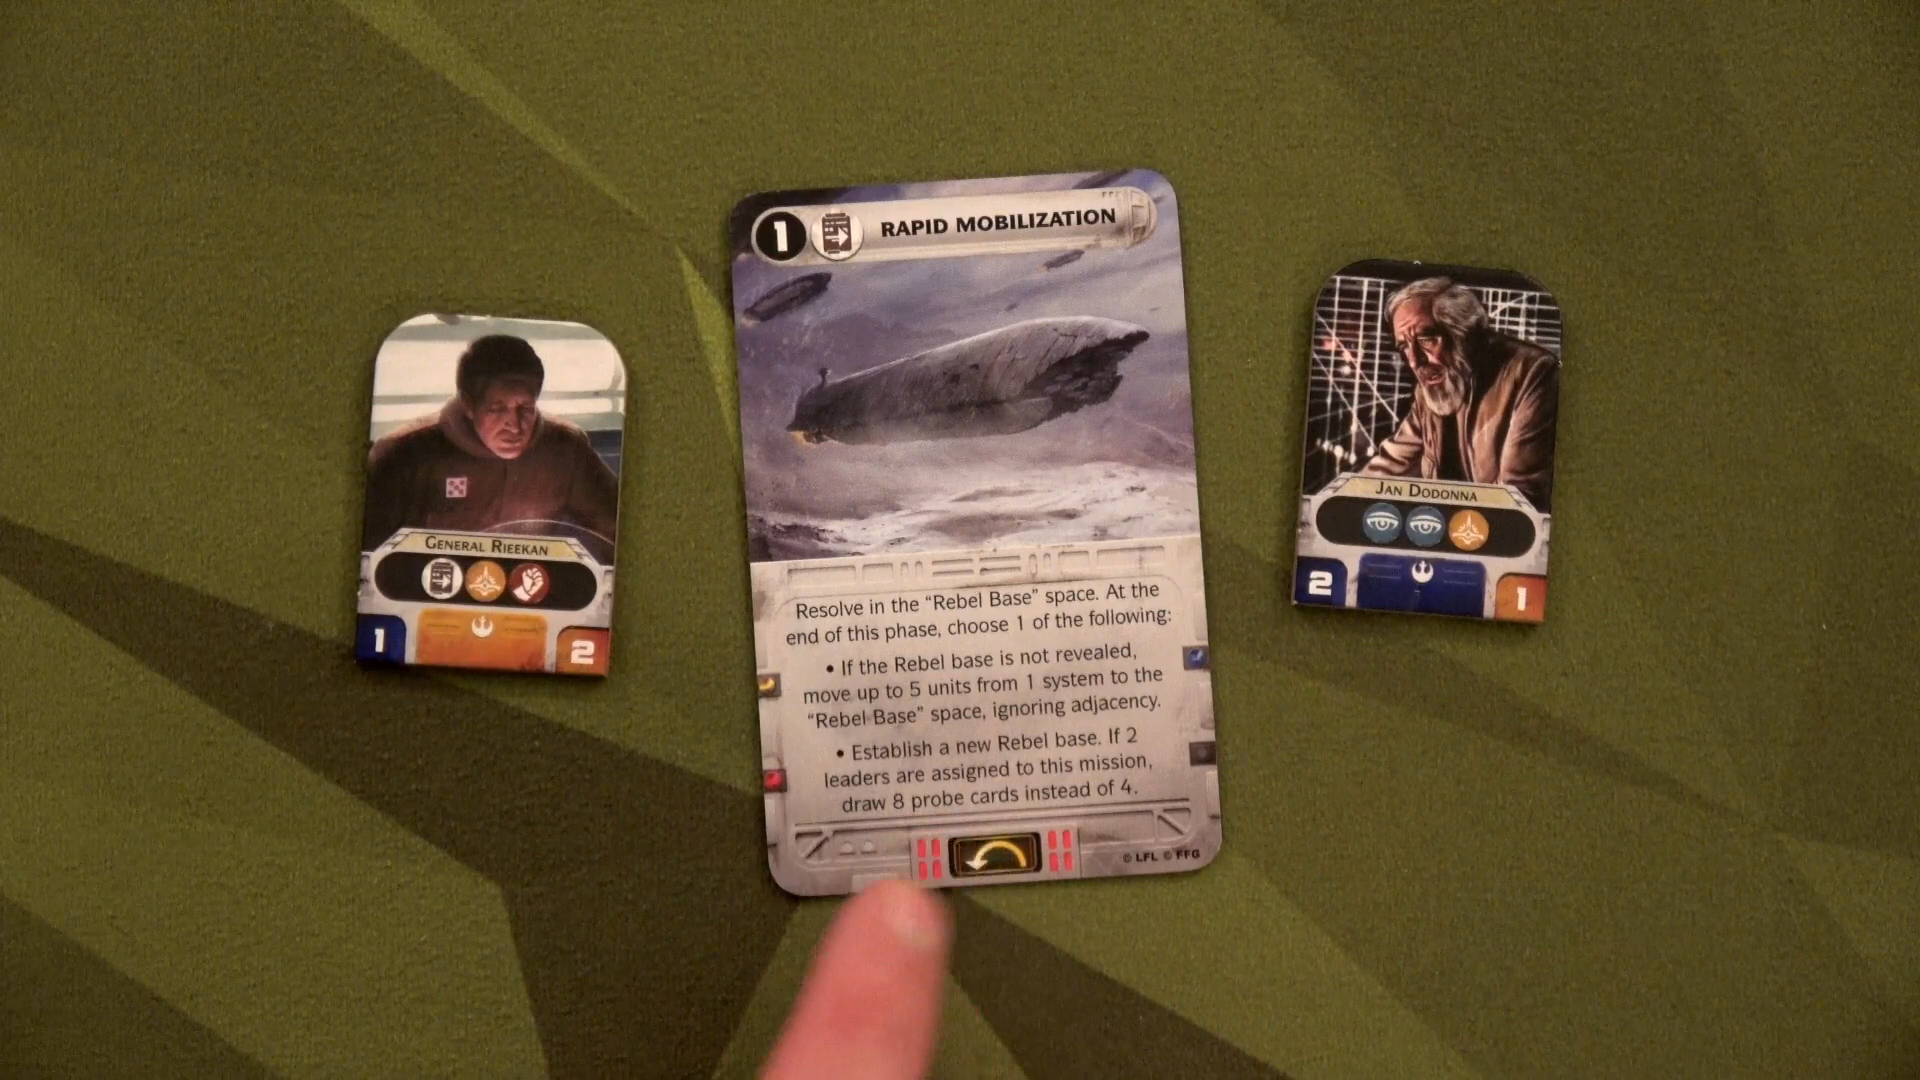 1 RAPID MOBILIZATION
Resolve in the “Rebel Base” space. At the
end of this phase, choose 1 of the following:
• If the Rebel base is not revealed,
move up to 5 units from 1 system to the
“Rebel Base” space, ignoring adjacency.
• Establish a new Rebel base. If 2
leaders are assigned to this mission,
draw 8 probe cards instead of 4.
© LFL © FFG
GENERAL RIEEKAN
1 2
JAN DODONNA
2 1